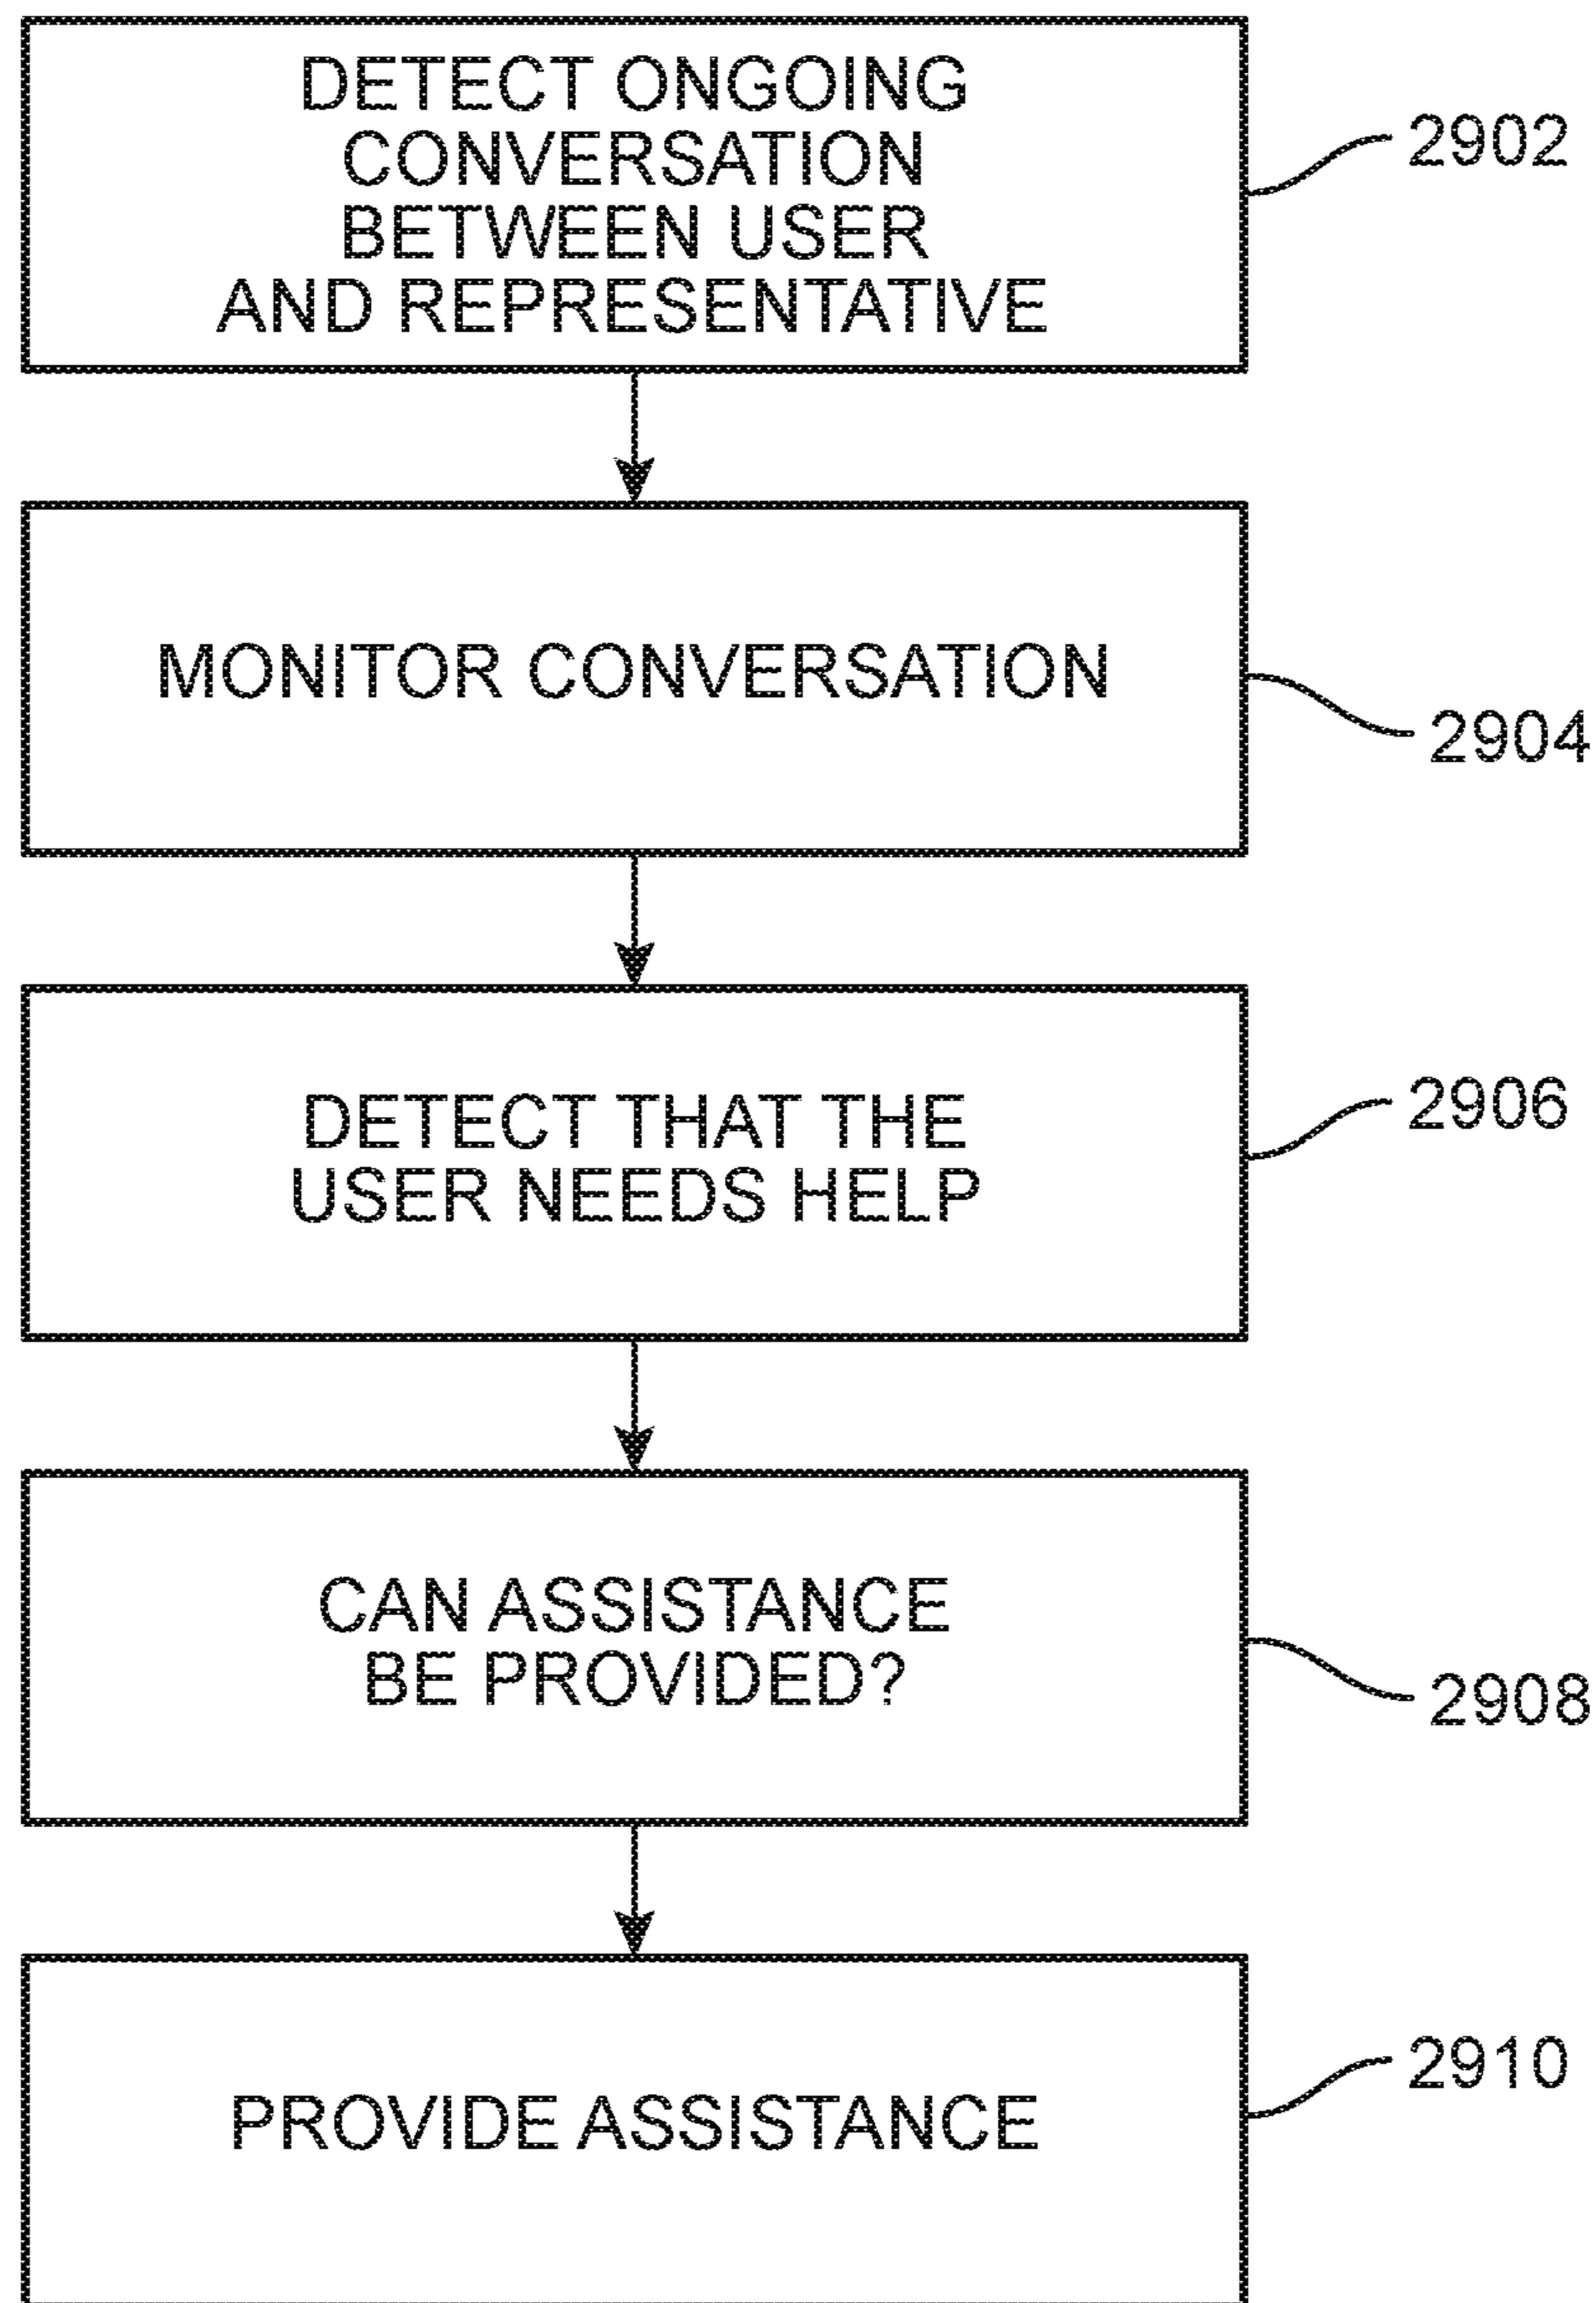 DETECT ONGOING
CONVERSATION
BETWEEN USER
AND REPRESENTATIVE
2902
MONITOR CONVERSATION
2904
DETECT THAT THE
USER NEEDS HELP
2906
CAN ASSISTANCE
BE PROVIDED?
2908
PROVIDE ASSISTANCE
2910